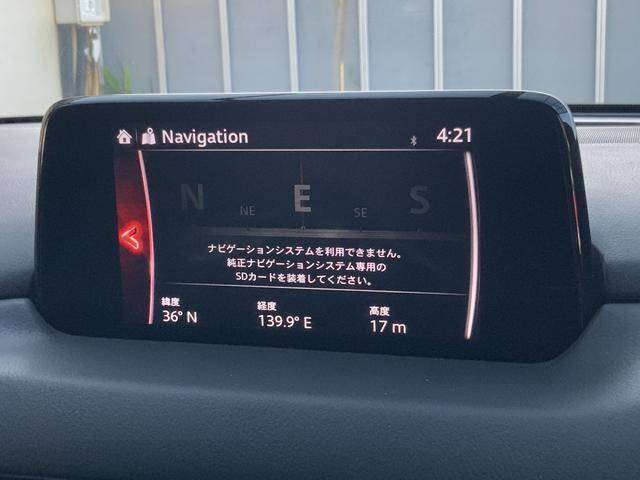 Navigation 4:21
N NE E SE S
ナビゲーションシステムを利用できません。
純正ナビゲーションシステム専用の
SDカードを装着してください。
緯度 経度 高度
36° N 139.9° E 17 m